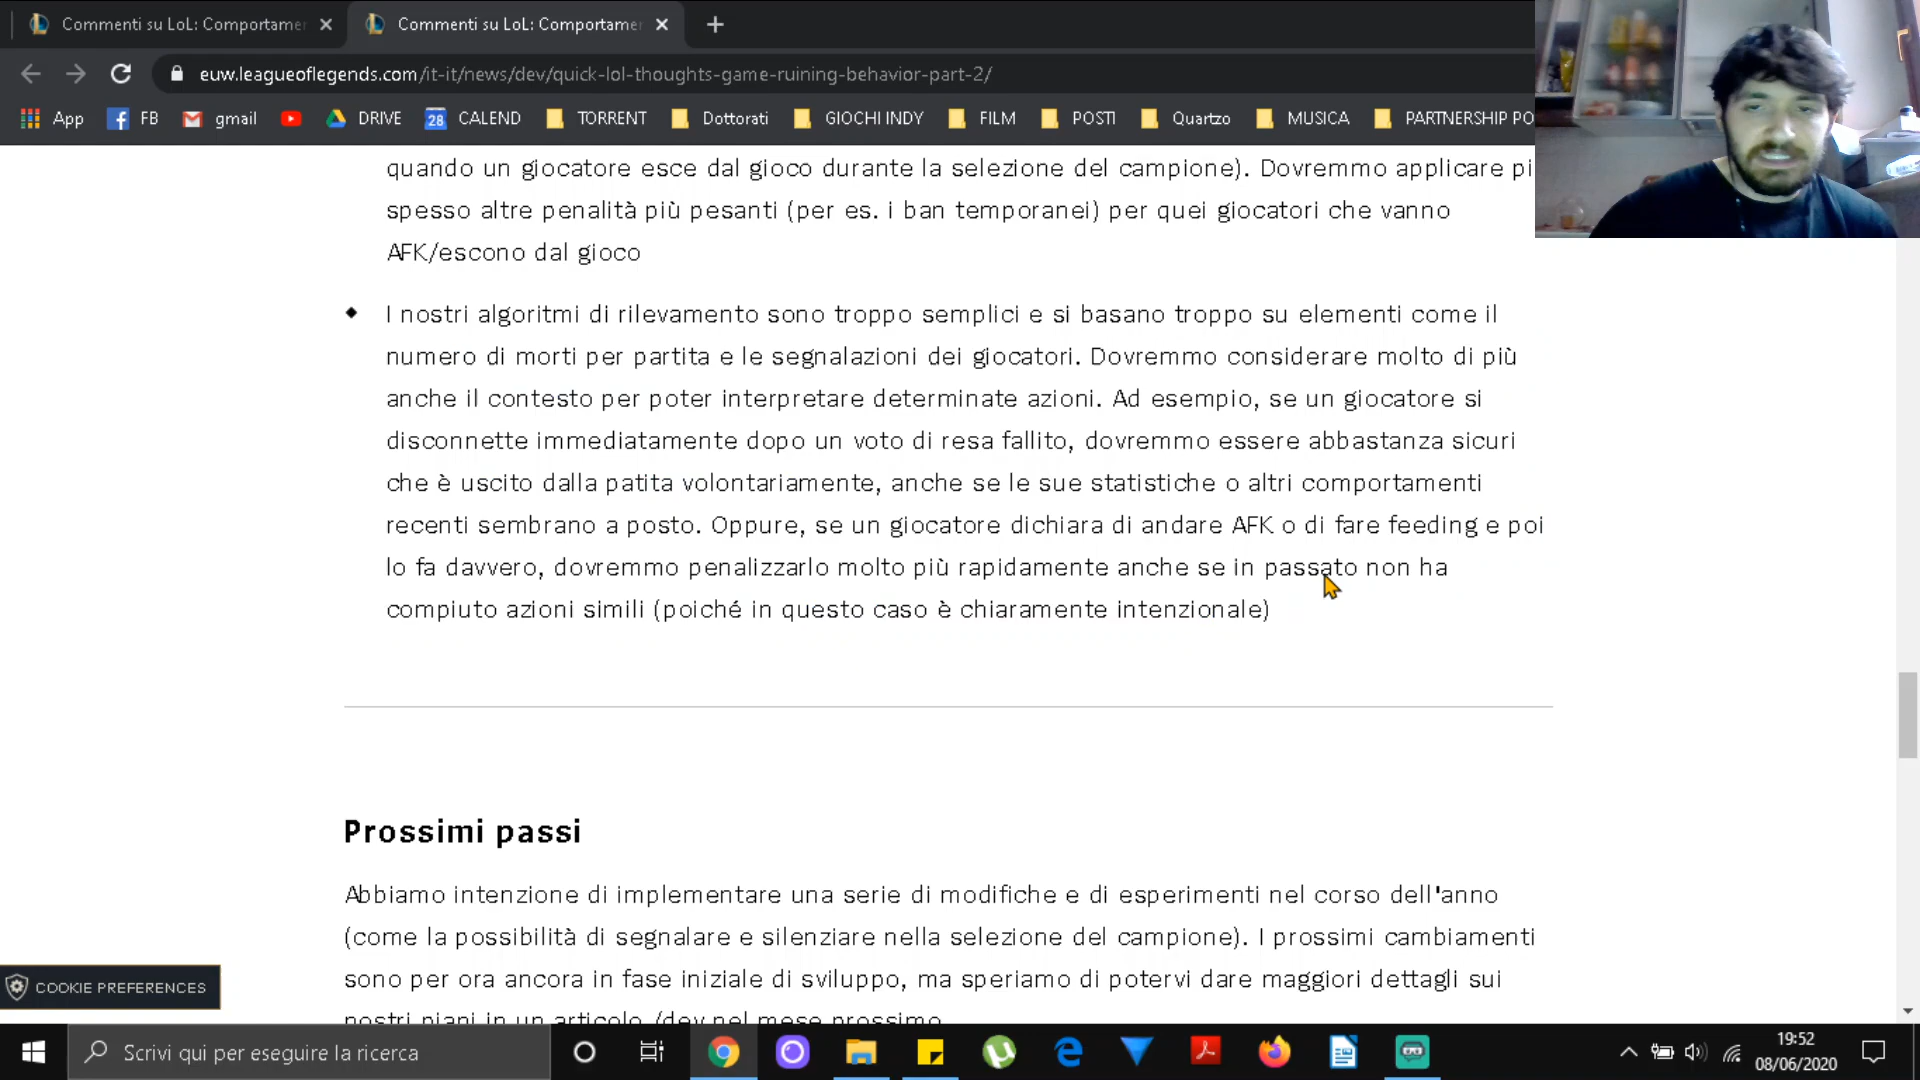 Commenti su LoL: Comportame
Commenti su LoL: Comportame
euw.leagueoflegends.com/it-it/news/dev/quick-lol-thoughts-game-ruining-behavior-part-2/
App FB gmail DRIVE 28 CALEND TORRENT Dottorati GIOCHI INDY FILM POSTI Quartzo MUSICA PARTNERSHIP PO
quando un giocatore esce dal gioco durante la selezione del campione). Dovremmo applicare pi
spesso altre penalità più pesanti (per es. i ban temporanei) per quei giocatori che vanno
AFK/escono dal gioco
I nostri algoritmi di rilevamento sono troppo semplici e si basano troppo su elementi come il
numero di morti per partita e le segnalazioni dei giocatori. Dovremmo considerare molto di più
anche il contesto per poter interpretare determinate azioni. Ad esempio, se un giocatore si
disconnette immediatamente dopo un voto di resa fallito, dovremmo essere abbastanza sicuri
che è uscito dalla patita volontariamente, anche se le sue statistiche o altri comportamenti
recenti sembrano a posto. Oppure, se un giocatore dichiara di andare AFK o di fare feeding e poi
lo fa davvero, dovremmo penalizzarlo molto più rapidamente anche se in passato non ha
compiuto azioni simili (poiché in questo caso è chiaramente intenzionale)
Prossimi passi
Abbiamo intenzione di implementare una serie di modifiche e di esperimenti nel corso dell'anno
(come la possibilità di segnalare e silenziare nella selezione del campione). I prossimi cambiamenti
sono per ora ancora in fase iniziale di sviluppo, ma speriamo di potervi dare maggiori dettagli sui
nostri piani in un articolo /dev nel mese prossimo
COOKIE PREFERENCES
Scrivi qui per eseguire la ricerca
19:52
08/06/2020